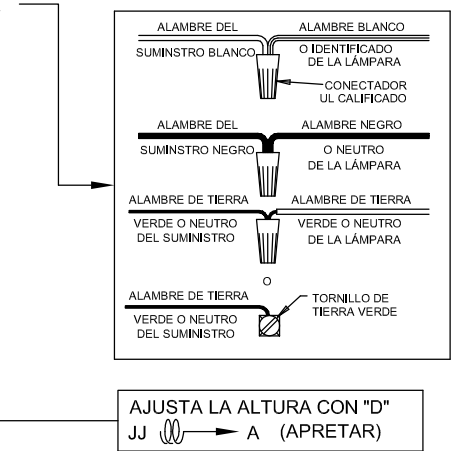 ALAMBRE DEL ALAMBRE BLANCO
SUMINSTRO BLANCO O IDENTIFICADO
DE LA LÁMPARA
CONECTADOR
UL CALIFICADO
ALAMBRE DEL ALAMBRE NEGRO
SUMINSTRO NEGRO O NEUTRO
DE LA LÁMPARA
ALAMBRE DE TIERRA ALAMBRE DE TIERRA
VERDE O NEUTRO VERDE O NEUTRO
DEL SUMINISTRO DE LA LÁMPARA
O
ALAMBRE DE TIERRA TORNILLO DE
TIERRA VERDE
VERDE O NEUTRO
DEL SUMINISTRO
AJUSTA LA ALTURA CON "D"
JJ A (APRETAR)